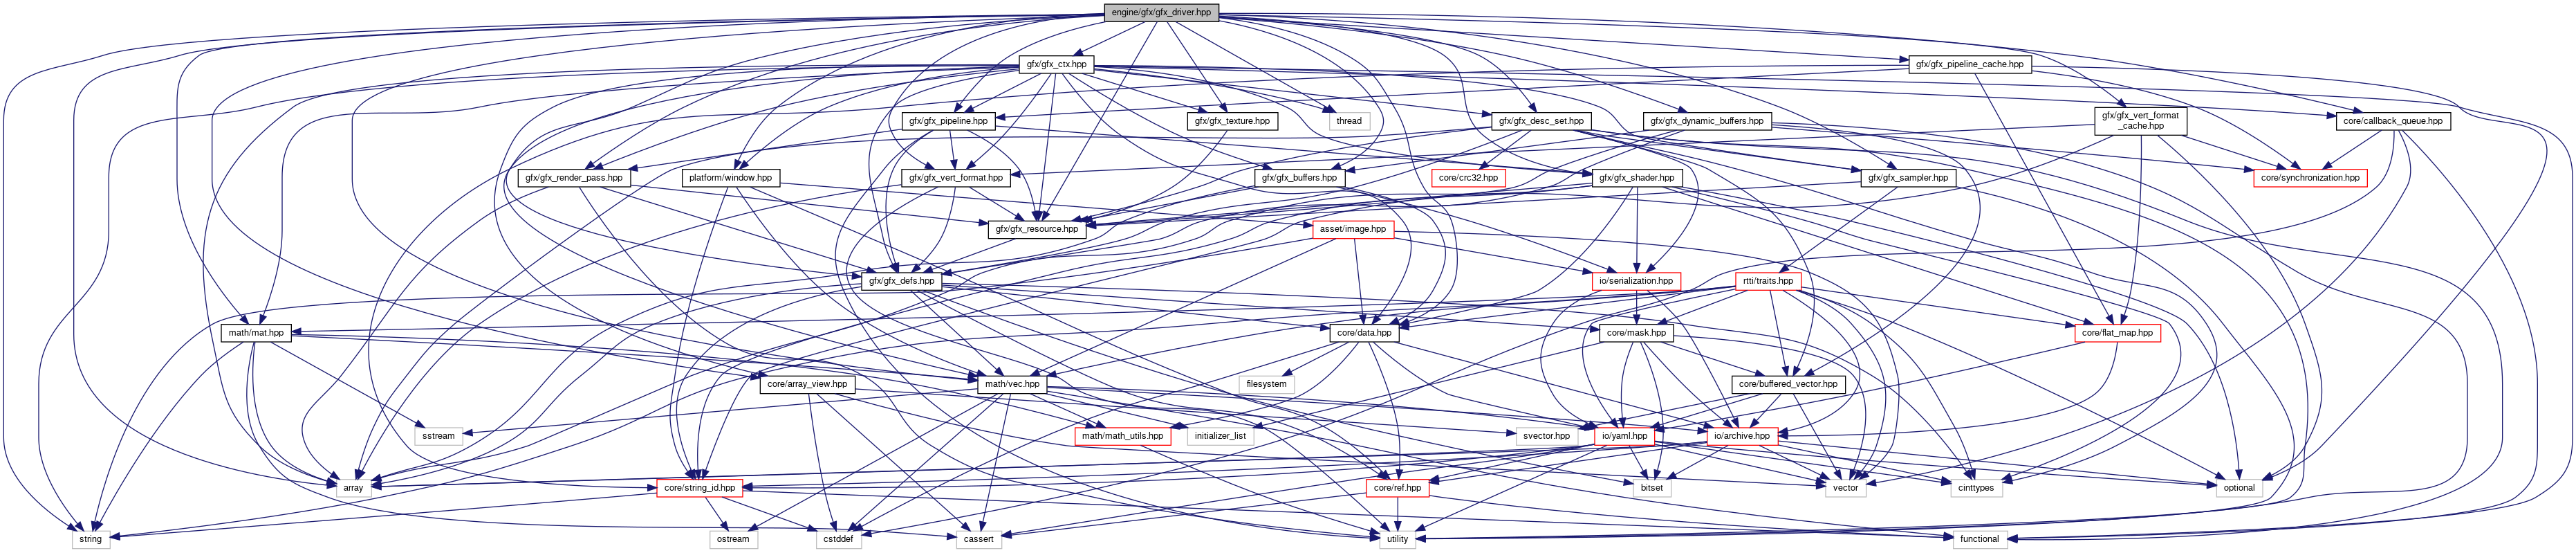 engine/gfx/gfx_driver.hpp
gfx/gfx_ctx.hpp
gfx/gfx_pipeline_cache.hpp
gfx/gfx_pipeline.hpp
gfx/gfx_texture.hpp
thread
gfx/gfx_desc_set.hpp
gfx/gfx_dynamic_buffers.hpp
gfx/gfx_vert_format
_cache.hpp
core/callback_queue.hpp
gfx/gfx_render_pass.hpp
platform/window.hpp
gfx/gfx_vert_format.hpp
gfx/gfx_buffers.hpp
core/crc32.hpp
gfx/gfx_shader.hpp
gfx/gfx_sampler.hpp
core/synchronization.hpp
gfx/gfx_resource.hpp
asset/image.hpp
gfx/gfx_defs.hpp
io/serialization.hpp
rtti/traits.hpp
math/mat.hpp
core/data.hpp
core/mask.hpp
core/flat_map.hpp
core/array_view.hpp
math/vec.hpp
filesystem
core/buffered_vector.hpp
sstream
math/math_utils.hpp
initializer_list
svector.hpp
io/yaml.hpp
io/archive.hpp
array
core/string_id.hpp
core/ref.hpp
bitset
vector
cinttypes
optional
string
ostream
cstddef
cassert
utility
functional